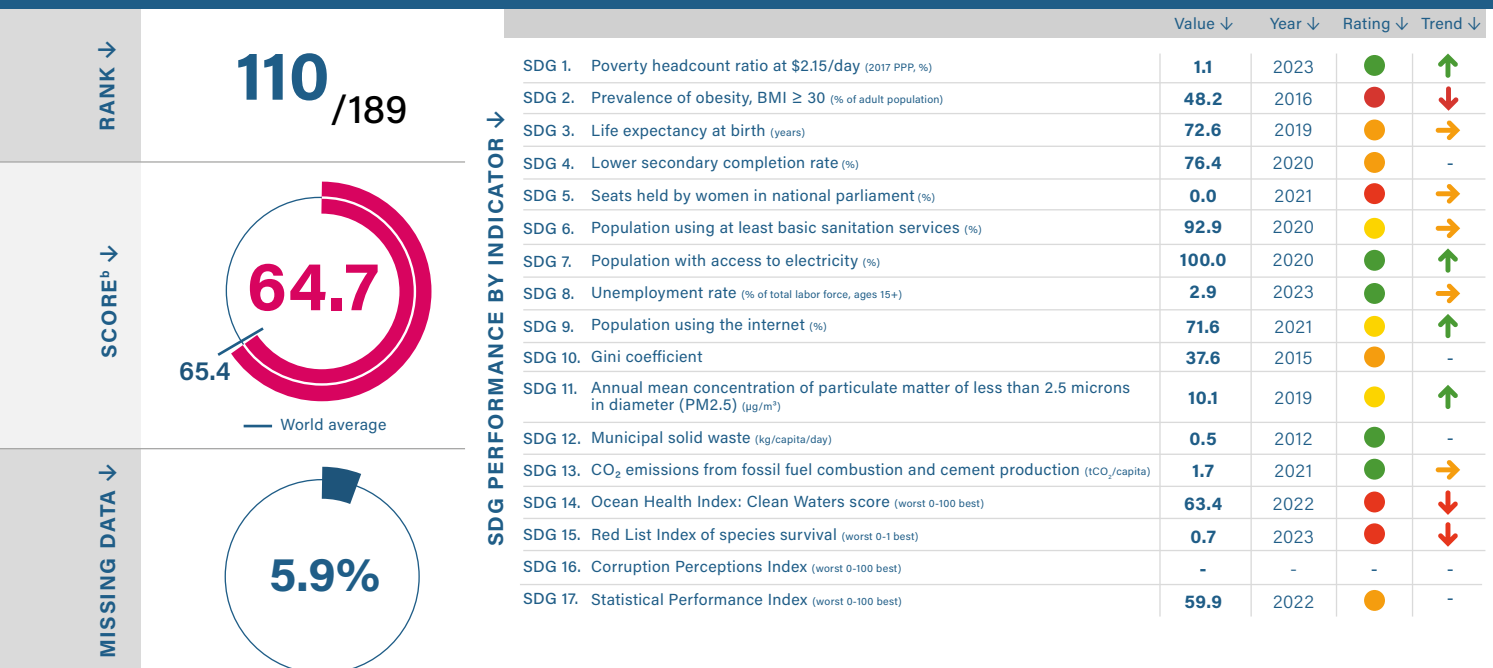 RANK →
110 /189
SCOREᵇ →
64.7
65.4
World average
MISSING DATA →
5.9%
SDG PERFORMANCE BY INDICATOR →
Value ↓ Year ↓ Rating ↓ Trend ↓
SDG 1. Poverty headcount ratio at $2.15/day (2017 PPP, %) 1.1 2023 ↑
SDG 2. Prevalence of obesity, BMI ≥ 30 (% of adult population) 48.2 2016 ↓
SDG 3. Life expectancy at birth (years) 72.6 2019 →
SDG 4. Lower secondary completion rate (%) 76.4 2020 -
SDG 5. Seats held by women in national parliament (%) 0.0 2021 →
SDG 6. Population using at least basic sanitation services (%) 92.9 2020 →
SDG 7. Population with access to electricity (%) 100.0 2020 ↑
SDG 8. Unemployment rate (% of total labor force, ages 15+) 2.9 2023 →
SDG 9. Population using the internet (%) 71.6 2021 ↑
SDG 10. Gini coefficient 37.6 2015 -
SDG 11. Annual mean concentration of particulate matter of less than 2.5 microns
in diameter (PM2.5) (μg/m³) 10.1 2019 ↑
SDG 12. Municipal solid waste (kg/capita/day) 0.5 2012 -
SDG 13. CO₂ emissions from fossil fuel combustion and cement production (tCO₂/capita) 1.7 2021 →
SDG 14. Ocean Health Index: Clean Waters score (worst 0-100 best) 63.4 2022 ↓
SDG 15. Red List Index of species survival (worst 0-1 best) 0.7 2023 ↓
SDG 16. Corruption Perceptions Index (worst 0-100 best) - - - -
SDG 17. Statistical Performance Index (worst 0-100 best) 59.9 2022 -